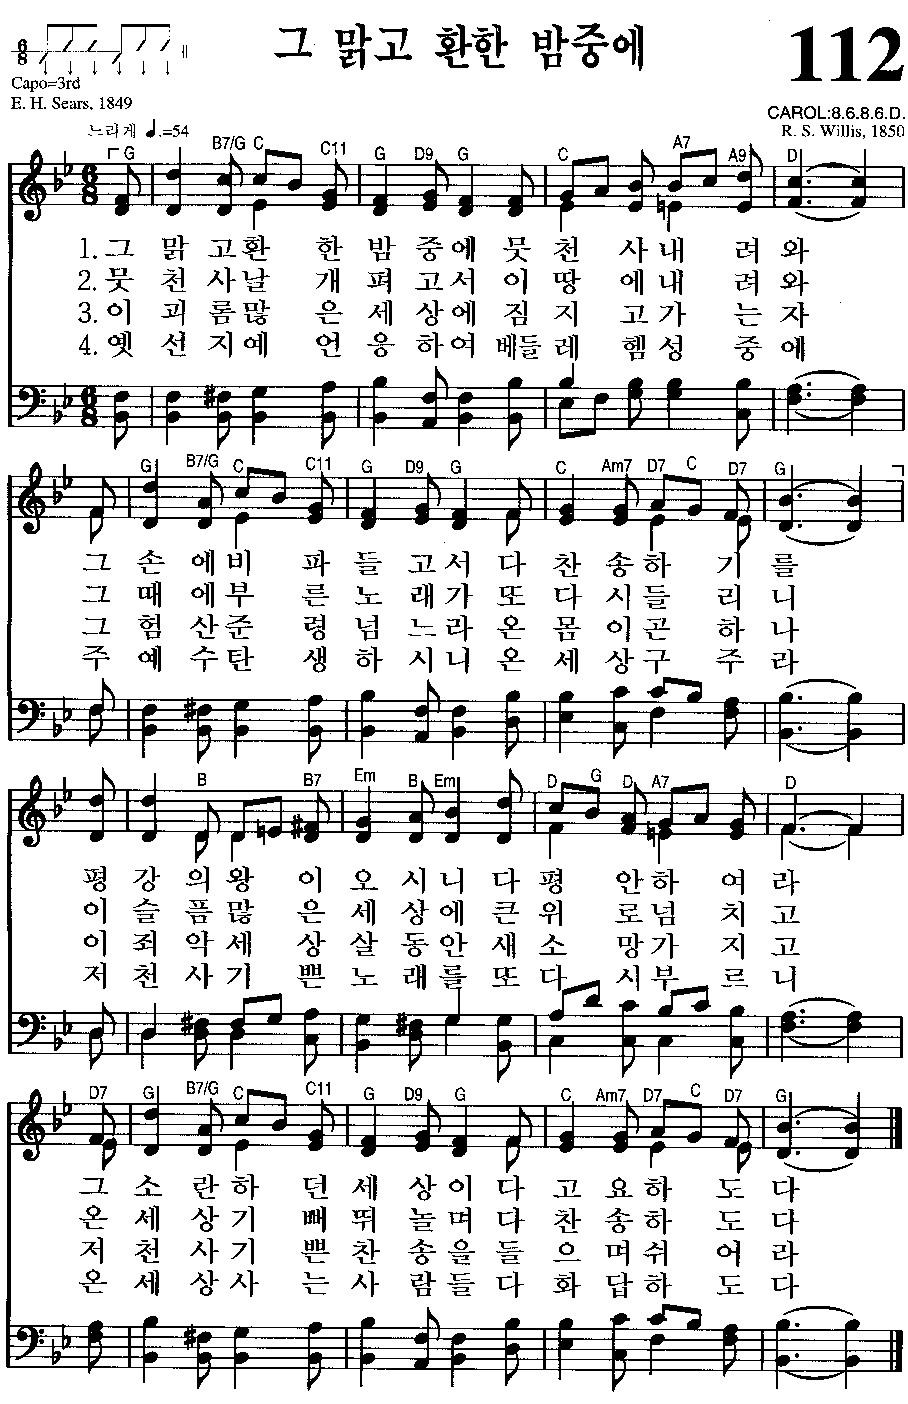 그 맑고 환한 밤중에
112
6/8
Capo=3rd
E. H. Sears, 1849
CAROL:8.6.8.6.D.
느리게 ♩.=54
R. S. Willis, 1850
G B7/G C C11 G D9 G C A7 A9 D
1.그 맑 고환 한 밤 중에 뭇 천 사내 려 와
2.뭇 천 사날 개 펴 고서 이 땅 에내 려 와
3.이 괴 롬많 은 세 상에 짐 지 고가 는 자
4.옛 선 지예 언 응 하여 베들 레 헴성 중 에
G B7/G C C11 G D9 G C Am7 D7 C D7 G
그 손 에비 파 들 고서 다 찬 송하 기 를
그 때 에부 른 노 래가 또 다 시들 리 니
그 험 산준 령 넘 느라 온 몸 이곤 하 나
주 예 수탄 생 하 시니 온 세 상구 주 라
B B7 Em B Em D G D A7 D
평 강 의왕 이 오 시니 다 평 안하 여 라
이 슬 픔많 은 세 상에 큰 위 로넘 치 고
이 죄 악세 상 살 동안 새 소 망가 지 고
저 천 사기 쁜 노 래를 또 다 시부 르 니
D7 G B7/G C C11 G D9 G C Am7 D7 C D7 G
그 소 란하 던 세 상이 다 고 요하 도 다
온 세 상기 뻐 뛰 놀며 다 찬 송하 도 다
저 천 사기 쁜 찬 송을 들 으 며쉬 어 라
온 세 상사 는 사 람들 다 화 답하 도 다